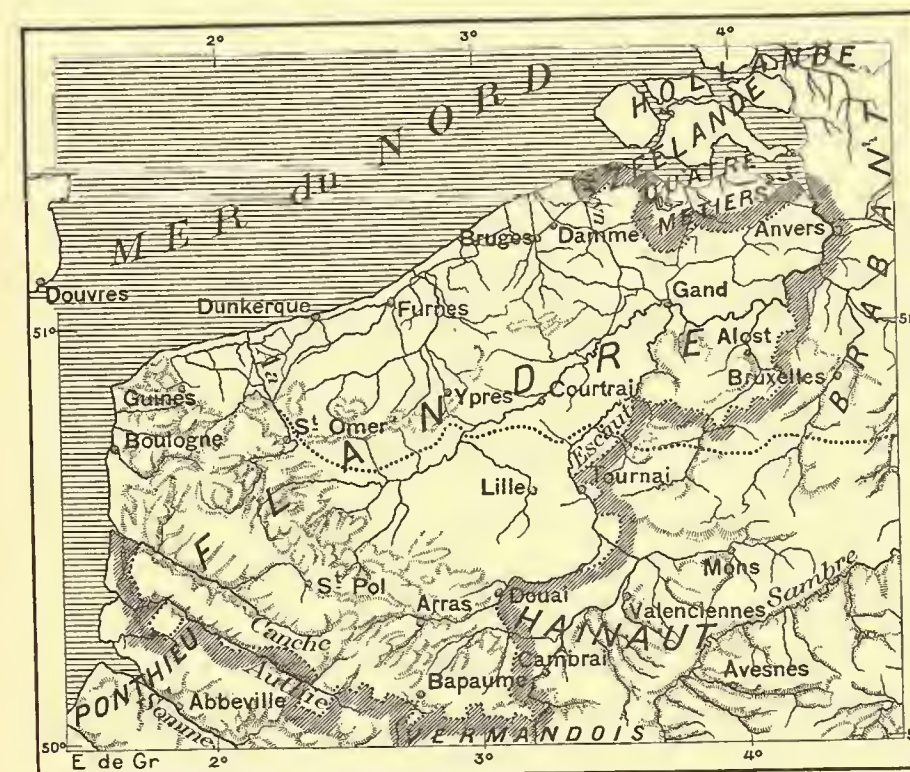 2° 3° 4°
HOLLANDE
ZEELANDE
MER du NORD
QUATRE
METIERS
BRABANT
Bruges Damme
Anvers
Douvres
Dunkerque Furnes
Gand
51° 51
Aa
Alost
Guines
Ypres Courtrai
Bruxelles
St Omer
Boulogne
Escaut
FLANDRE
Lille
Tournai
St Pol
Mons
Sambre
Douai
Arras
Valenciennes
Canche
HAINAUT
Cambrai
PONTHIEU
Authie
Bapaume
Avesnes
Abbeville
Somme
VERMANDOIS
50°
E de Gr 2° 3° 4°